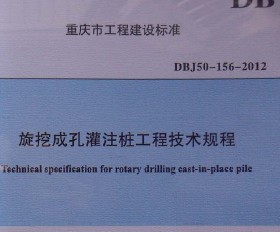 DB
重庆市工程建设标准
DBJ50-156-2012
旋挖成孔灌注桩工程技术规程
Technical specification for rotary drilling cast-in-place pile